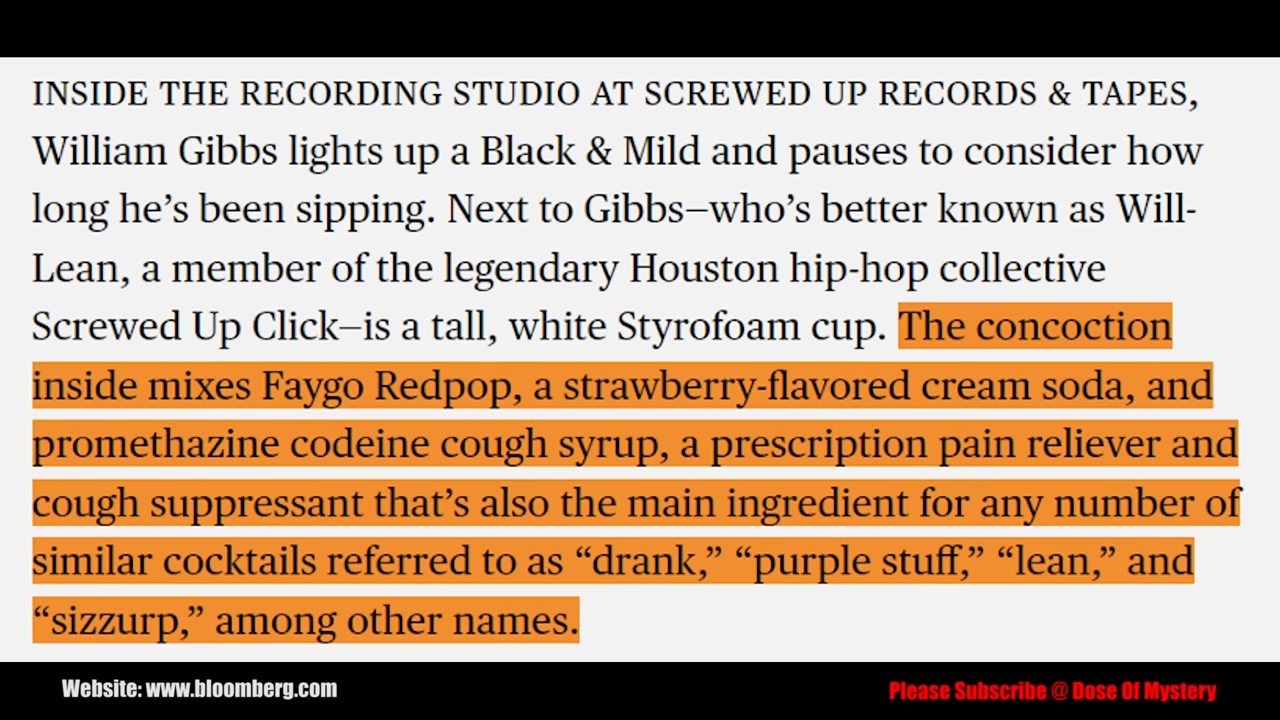 INSIDE THE RECORDING STUDIO AT SCREWED UP RECORDS & TAPES,
William Gibbs lights up a Black & Mild and pauses to consider how
long he’s been sipping. Next to Gibbs—who’s better known as Will-
Lean, a member of the legendary Houston hip-hop collective
Screwed Up Click—is a tall, white Styrofoam cup. The concoction
inside mixes Faygo Redpop, a strawberry-flavored cream soda, and
promethazine codeine cough syrup, a prescription pain reliever and
cough suppressant that’s also the main ingredient for any number of
similar cocktails referred to as “drank,” “purple stuff,” “lean,” and
“sizzurp,” among other names.
Website: www.bloomberg.com
Please Subscribe @ Dose Of Mystery